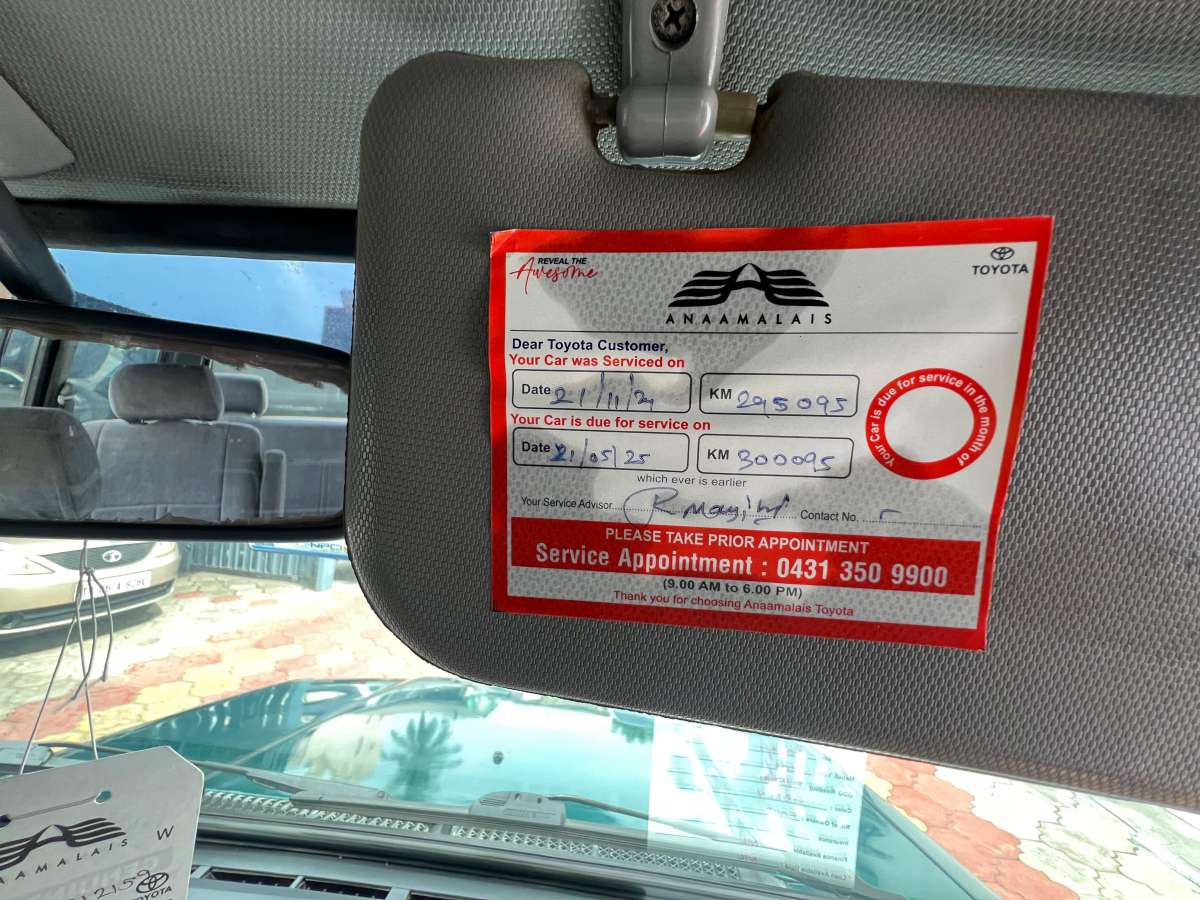 REVEAL THE
Awesome
TOYOTA
ANAAMALAIS
Dear Toyota Customer,
Your Car was Serviced on
Date 21/11/24
KM 295095
Your Car is due for service on
Date 21/05/25
KM 300095
which ever is earlier
Your Car is due for service in the month of
Your Service Advisor
Contact No.
PLEASE TAKE PRIOR APPOINTMENT
Service Appointment : 0431 350 9900
(9.00 AM to 6.00 PM)
Thank you for choosing Anaamalais Toyota
W
AAMALAIS
TOYOTA